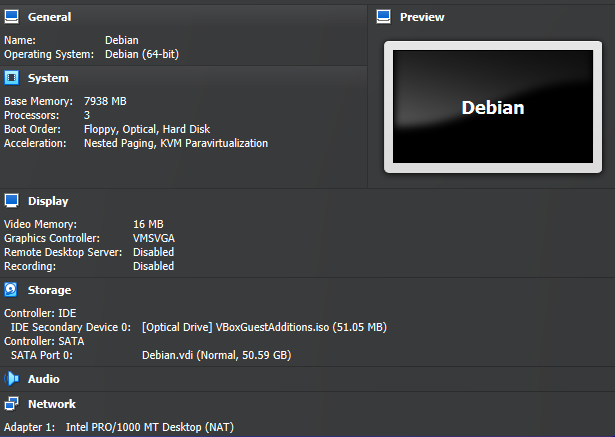 General
Name: Debian
Operating System: Debian (64-bit)
Preview
Debian
System
Base Memory: 7938 MB
Processors: 3
Boot Order: Floppy, Optical, Hard Disk
Acceleration: Nested Paging, KVM Paravirtualization
Display
Video Memory: 16 MB
Graphics Controller: VMSVGA
Remote Desktop Server: Disabled
Recording: Disabled
Storage
Controller: IDE
IDE Secondary Device 0: [Optical Drive] VBoxGuestAdditions.iso (51.05 MB)
Controller: SATA
SATA Port 0: Debian.vdi (Normal, 50.59 GB)
Audio
Network
Adapter 1: Intel PRO/1000 MT Desktop (NAT)